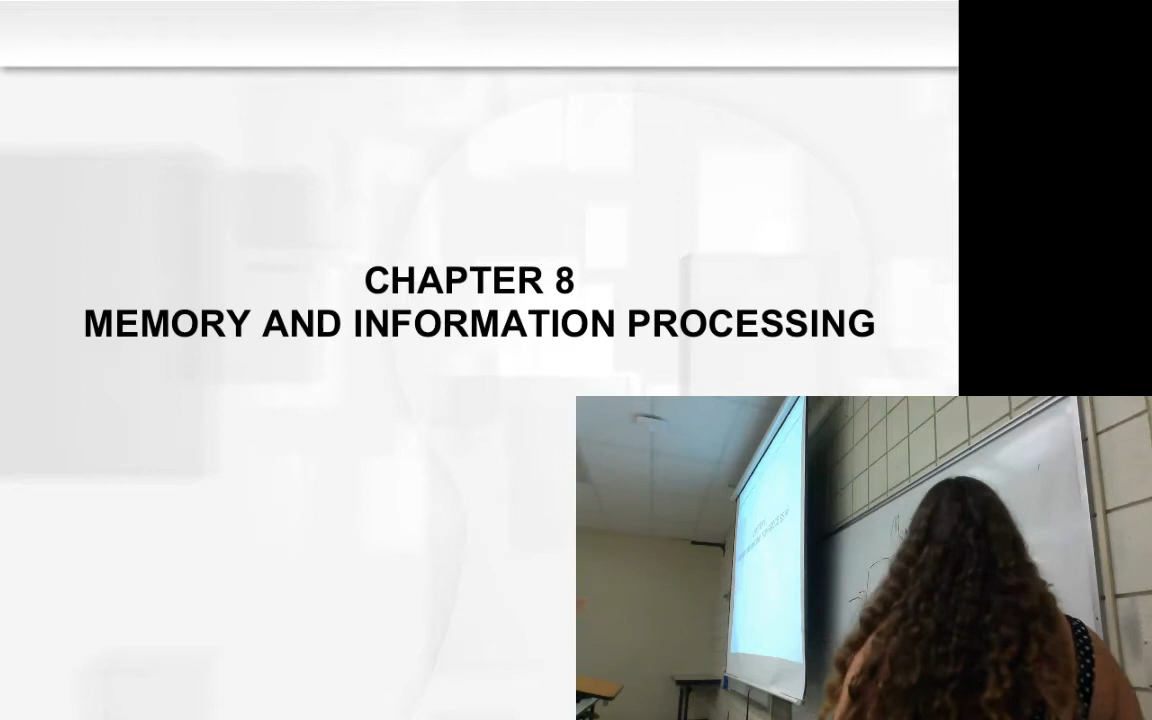 CHAPTER 8
MEMORY AND INFORMATION PROCESSING